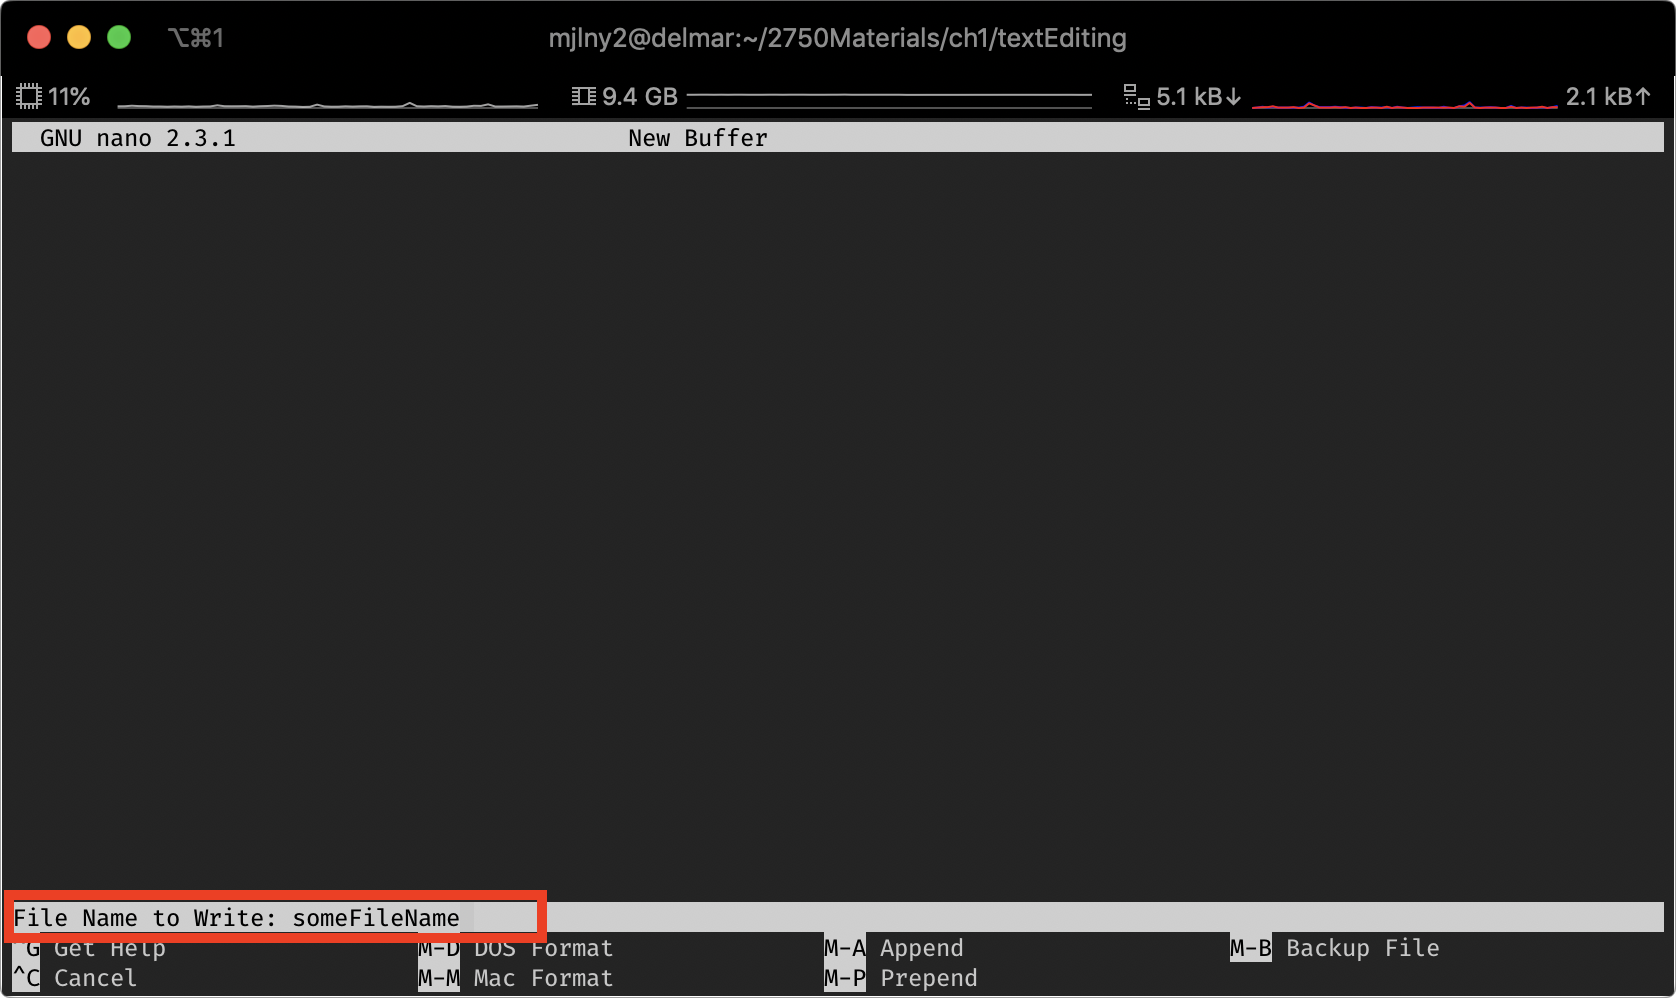 ⌥⌘1 mjlny2@delmar:~/2750Materials/ch1/textEditing
11% 9.4 GB 5.1 kB↓ 2.1 kB↑
GNU nano 2.3.1 New Buffer
File Name to Write: someFileName
^G Get Help M-D DOS Format M-A Append M-B Backup File
^C Cancel M-M Mac Format M-P Prepend